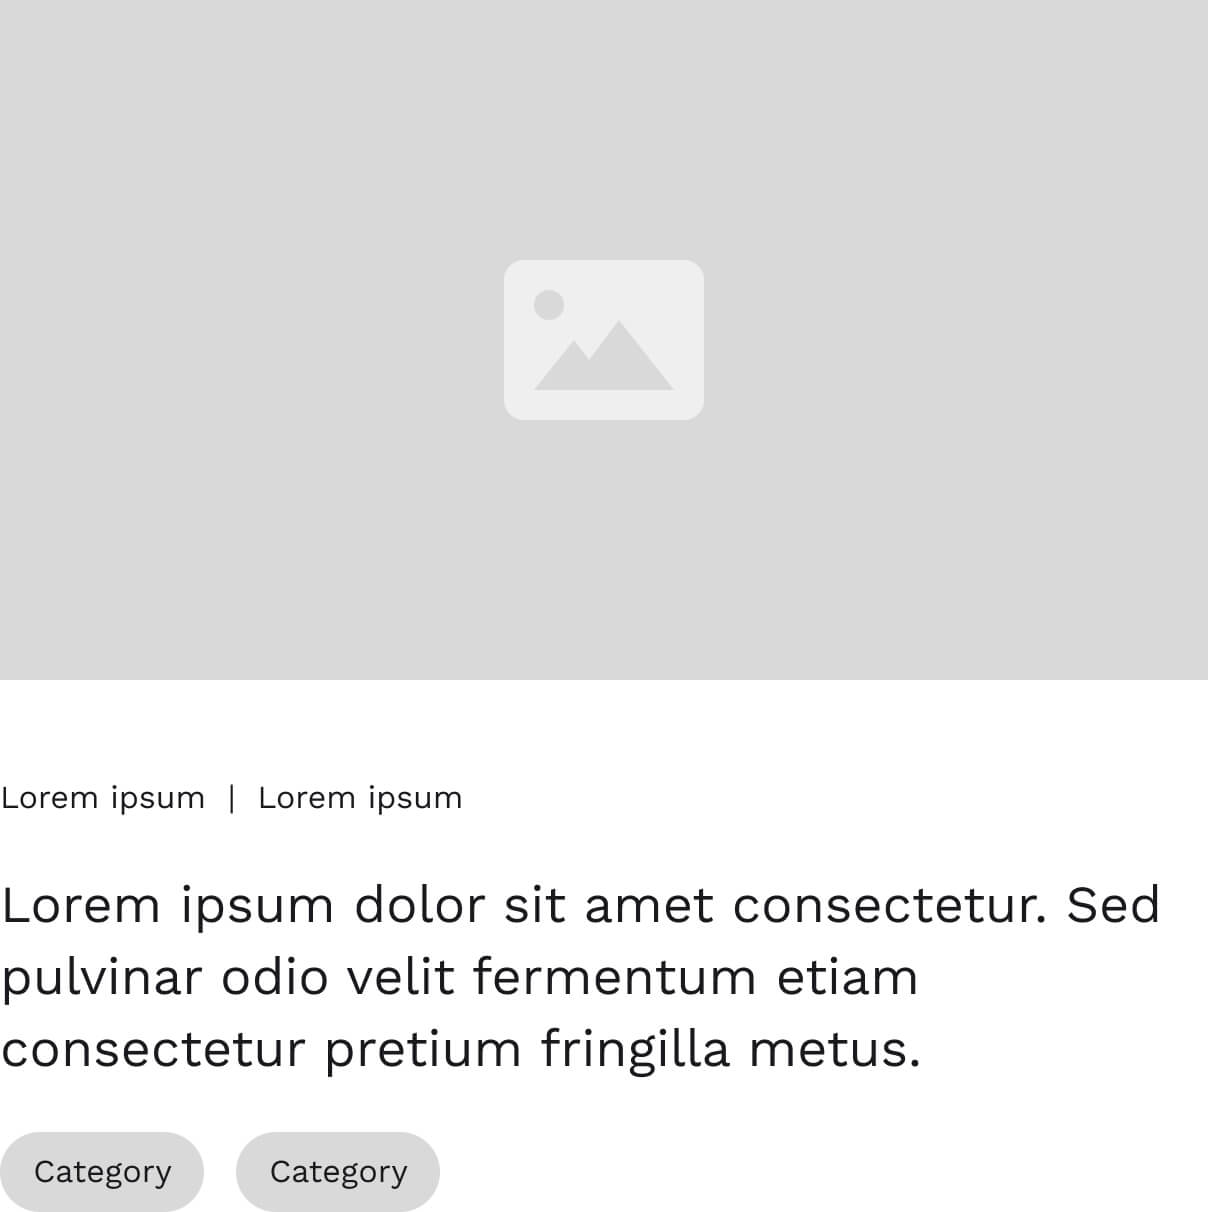 Lorem ipsum | Lorem ipsum
Lorem ipsum dolor sit amet consectetur. Sed
pulvinar odio velit fermentum etiam
consectetur pretium fringilla metus.
Category Category